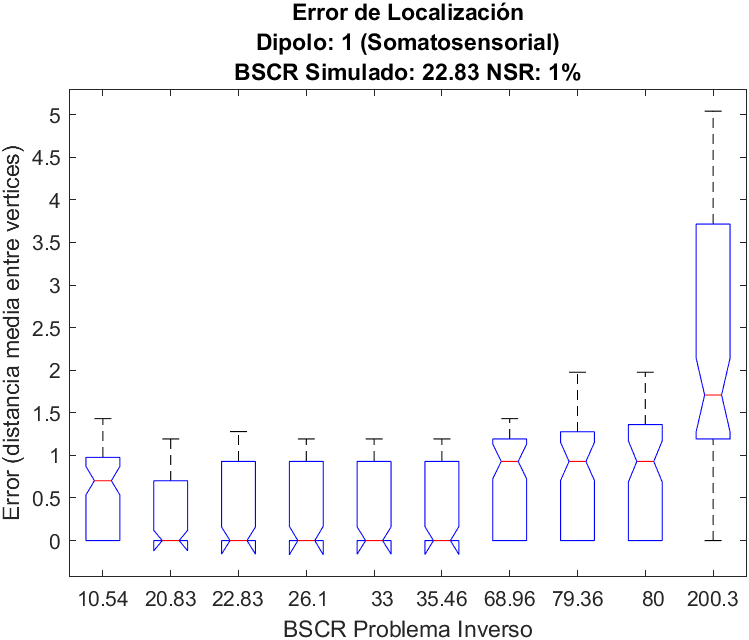 Error de Localización
Dipolo: 1 (Somatosensorial)
BSCR Simulado: 22.83 NSR: 1%
Error (distancia media entre vertices)
5
4.5
4
3.5
3
2.5
2
1.5
1
0.5
0
10.54 20.83 22.83 26.1 33 35.46 68.96 79.36 80 200.3
BSCR Problema Inverso